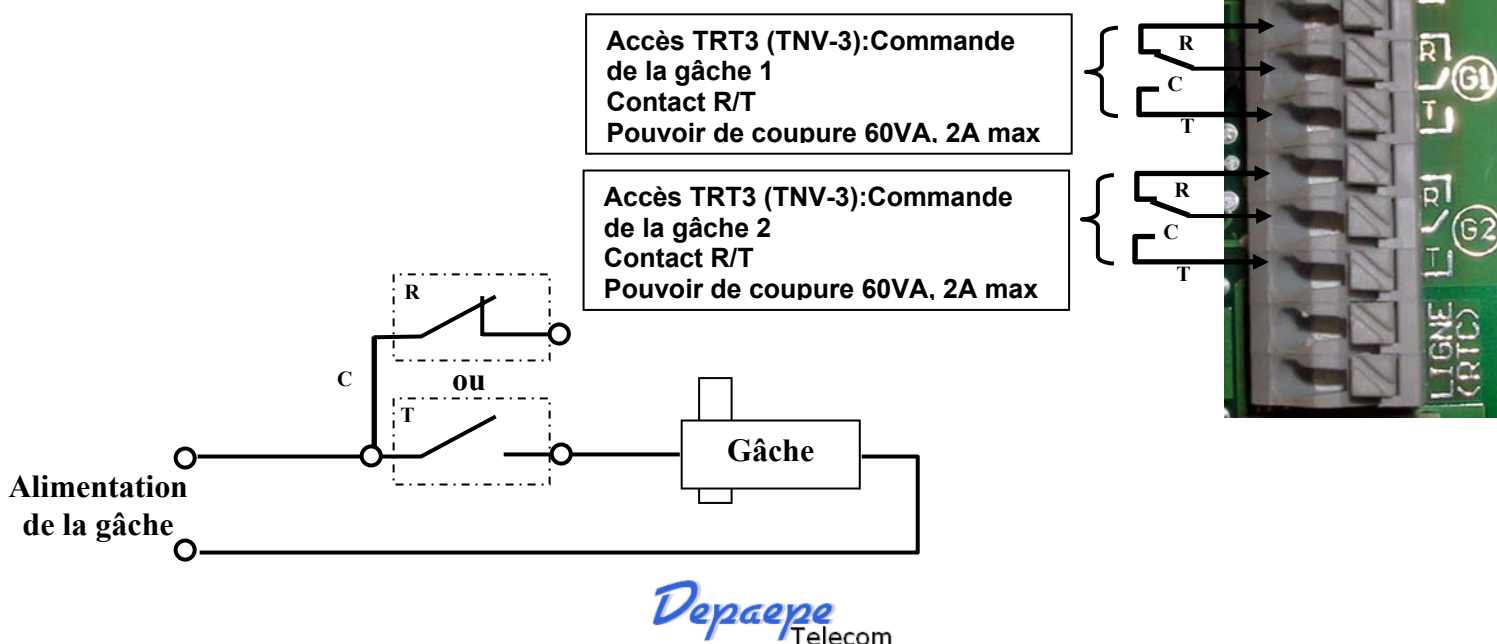 Accès TRT3 (TNV-3):Commande
de la gâche 1
Contact R/T
Pouvoir de coupure 60VA, 2A max
R
C
T
R
T
G1
Accès TRT3 (TNV-3):Commande
de la gâche 2
Contact R/T
Pouvoir de coupure 60VA, 2A max
R
C
T
R
T
G2
LIGNE
(RTC)
R
C
ou
T
Gâche
Alimentation
de la gâche
Depaepe
Telecom